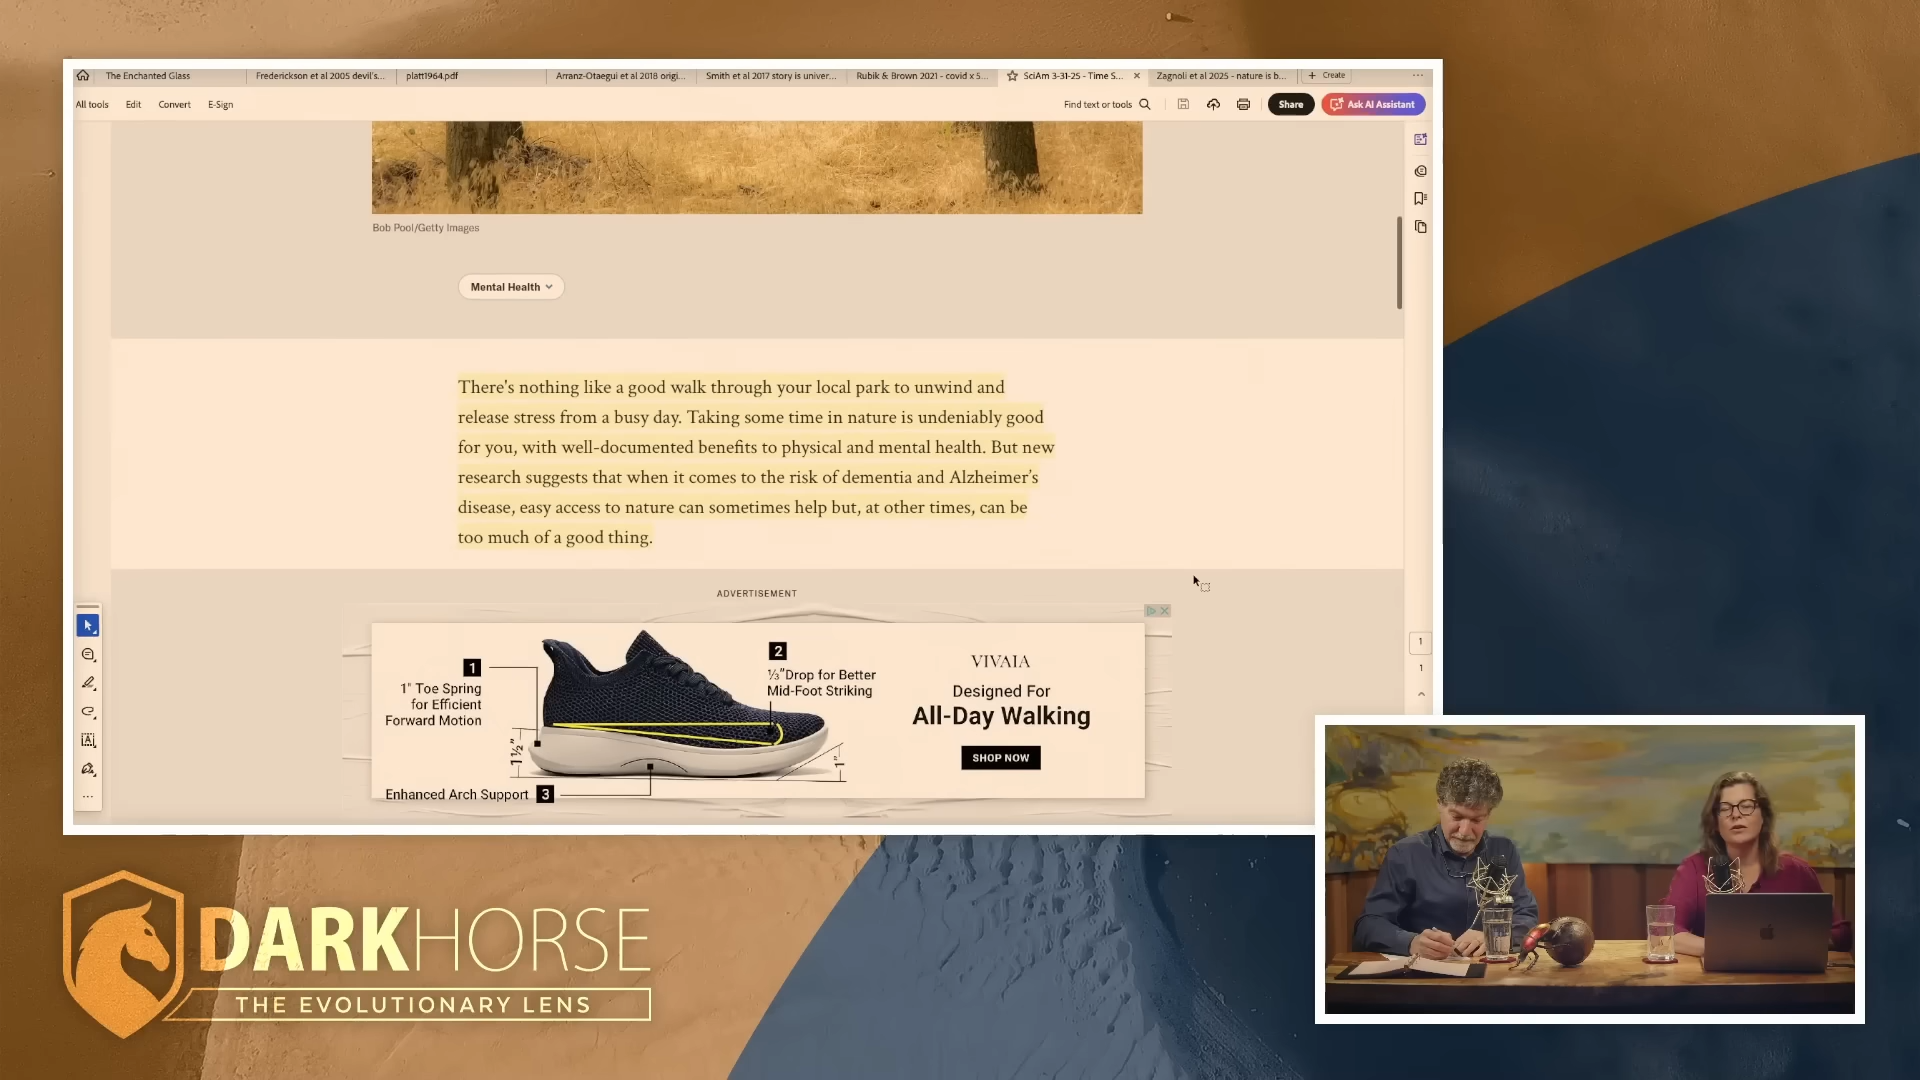 The Enchanted Glass
Frederickson et al 2005 devil's...
platt1964.pdf
Arranz-Otaegui et al 2018 origi...
Smith et al 2017 story is univer...
Rubik & Brown 2021 - covid x 5...
SciAm 3-31-25 - Time S...
Zagnoli et al 2025 - nature is b...
+ Create
All tools
Edit
Convert
E-Sign
Find text or tools
Share
Ask AI Assistant
Bob Pool/Getty Images
Mental Health
There's nothing like a good walk through your local park to unwind and
release stress from a busy day. Taking some time in nature is undeniably good
for you, with well-documented benefits to physical and mental health. But new
research suggests that when it comes to the risk of dementia and Alzheimer's
disease, easy access to nature can sometimes help but, at other times, can be
too much of a good thing.
ADVERTISEMENT
1
1" Toe Spring
for Efficient
Forward Motion
1½"
2
⅓"Drop for Better
Mid-Foot Striking
1"
Enhanced Arch Support 3
VIVAIA
Designed For
All-Day Walking
SHOP NOW
1
1
DARKHORSE
THE EVOLUTIONARY LENS